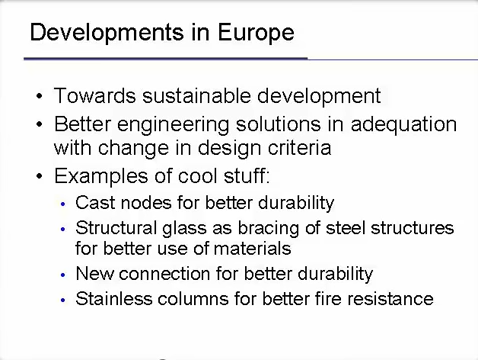 Developments in Europe
• Towards sustainable development
• Better engineering solutions in adequation
with change in design criteria
• Examples of cool stuff:
• Cast nodes for better durability
• Structural glass as bracing of steel structures
for better use of materials
• New connection for better durability
• Stainless columns for better fire resistance